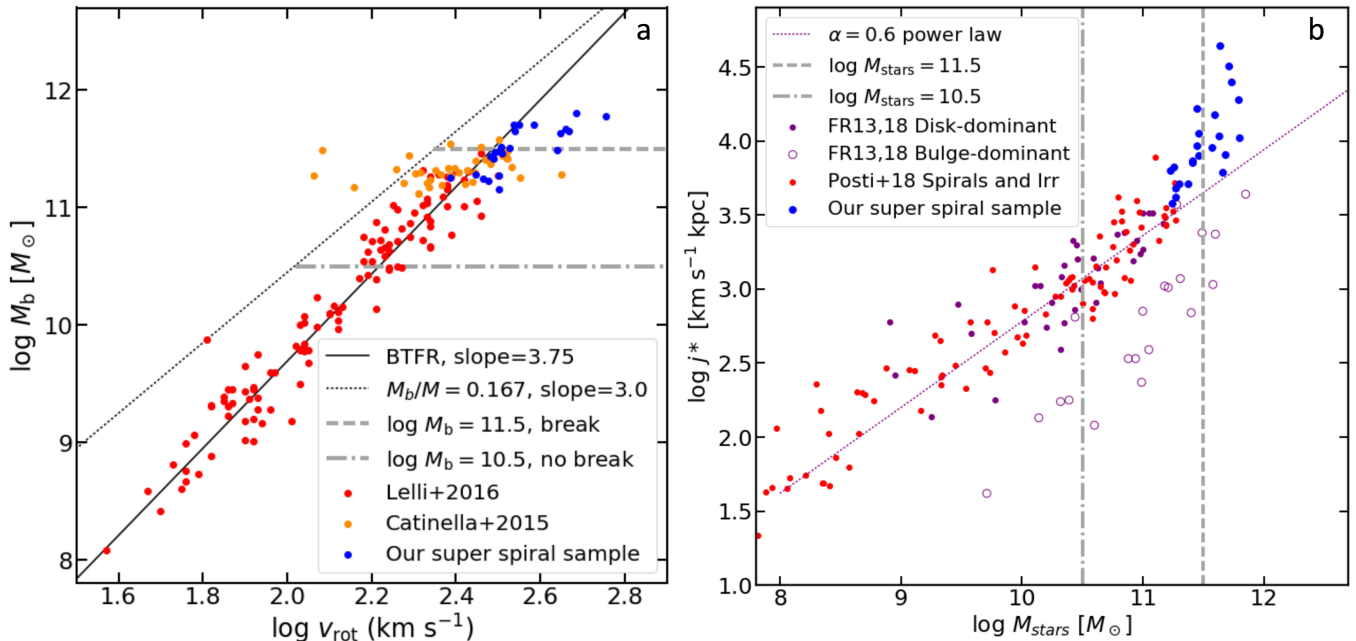 a
log M_b [M_⊙]
12
11
10
9
8
BTFR, slope=3.75
M_b/M = 0.167, slope=3.0
log M_b = 11.5, break
log M_b = 10.5, no break
Lelli+2016
Catinella+2015
Our super spiral sample
1.6 1.8 2.0 2.2 2.4 2.6 2.8
log v_rot (km s⁻¹)
b
log j* [km s⁻¹ kpc]
4.5
4.0
3.5
3.0
2.5
2.0
1.5
1.0
α = 0.6 power law
log M_stars = 11.5
log M_stars = 10.5
FR13,18 Disk-dominant
FR13,18 Bulge-dominant
Posti+18 Spirals and Irr
Our super spiral sample
8 9 10 11 12
log M_stars [M_⊙]